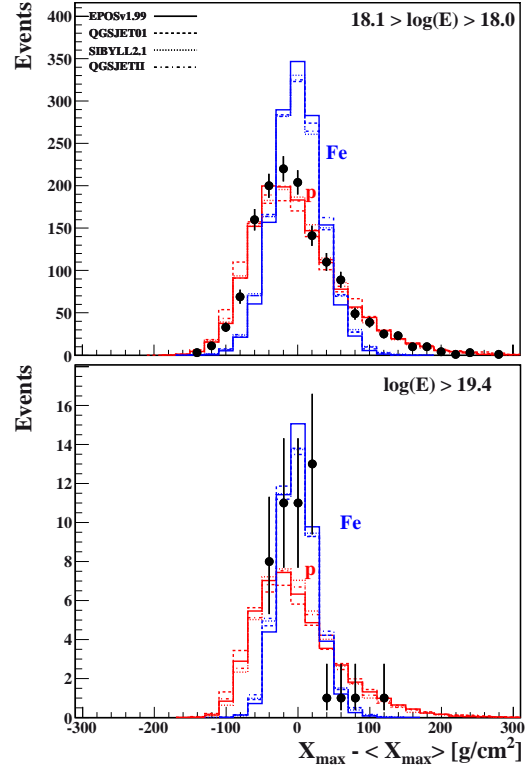 Events
EPOSv1.99
QGSJET01
SIBYLL2.1
QGSJETII
18.1 > log(E) > 18.0
400
350
300
250
200
150
100
50
0
Fe
p
Events
log(E) > 19.4
16
14
12
10
8
6
4
2
0
Fe
p
-300 -200 -100 0 100 200 300
X_max - < X_max > [g/cm²]